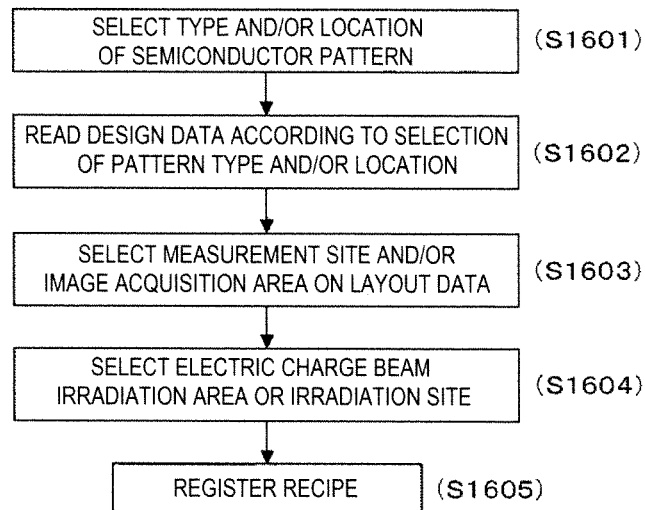 SELECT TYPE AND/OR LOCATION
OF SEMICONDUCTOR PATTERN
(S1601)
READ DESIGN DATA ACCORDING TO SELECTION
OF PATTERN TYPE AND/OR LOCATION
(S1602)
SELECT MEASUREMENT SITE AND/OR
IMAGE ACQUISITION AREA ON LAYOUT DATA
(S1603)
SELECT ELECTRIC CHARGE BEAM
IRRADIATION AREA OR IRRADIATION SITE
(S1604)
REGISTER RECIPE
(S1605)